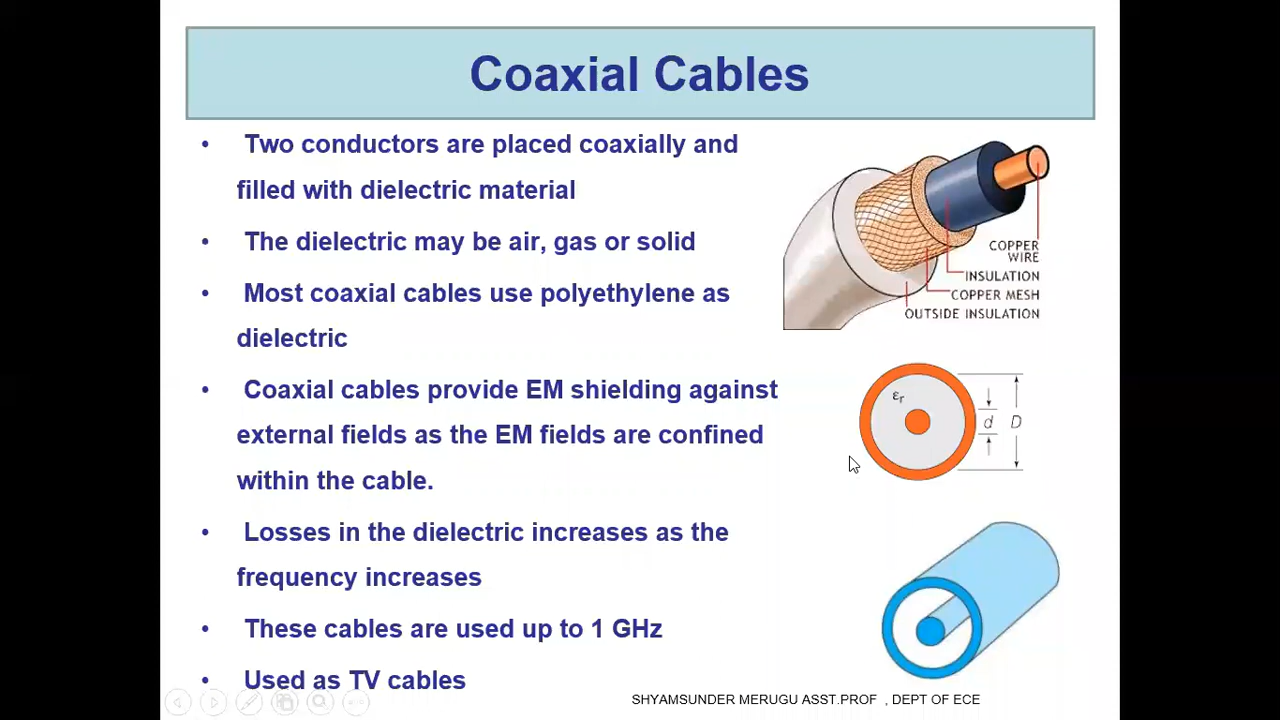 Coaxial Cables
• Two conductors are placed coaxially and
filled with dielectric material
• The dielectric may be air, gas or solid
• Most coaxial cables use polyethylene as
dielectric
• Coaxial cables provide EM shielding against
external fields as the EM fields are confined
within the cable.
• Losses in the dielectric increases as the
frequency increases
• These cables are used up to 1 GHz
• Used as TV cables
COPPER
WIRE
INSULATION
COPPER MESH
OUTSIDE INSULATION
εr
d D
SHYAMSUNDER MERUGU ASST.PROF , DEPT OF ECE